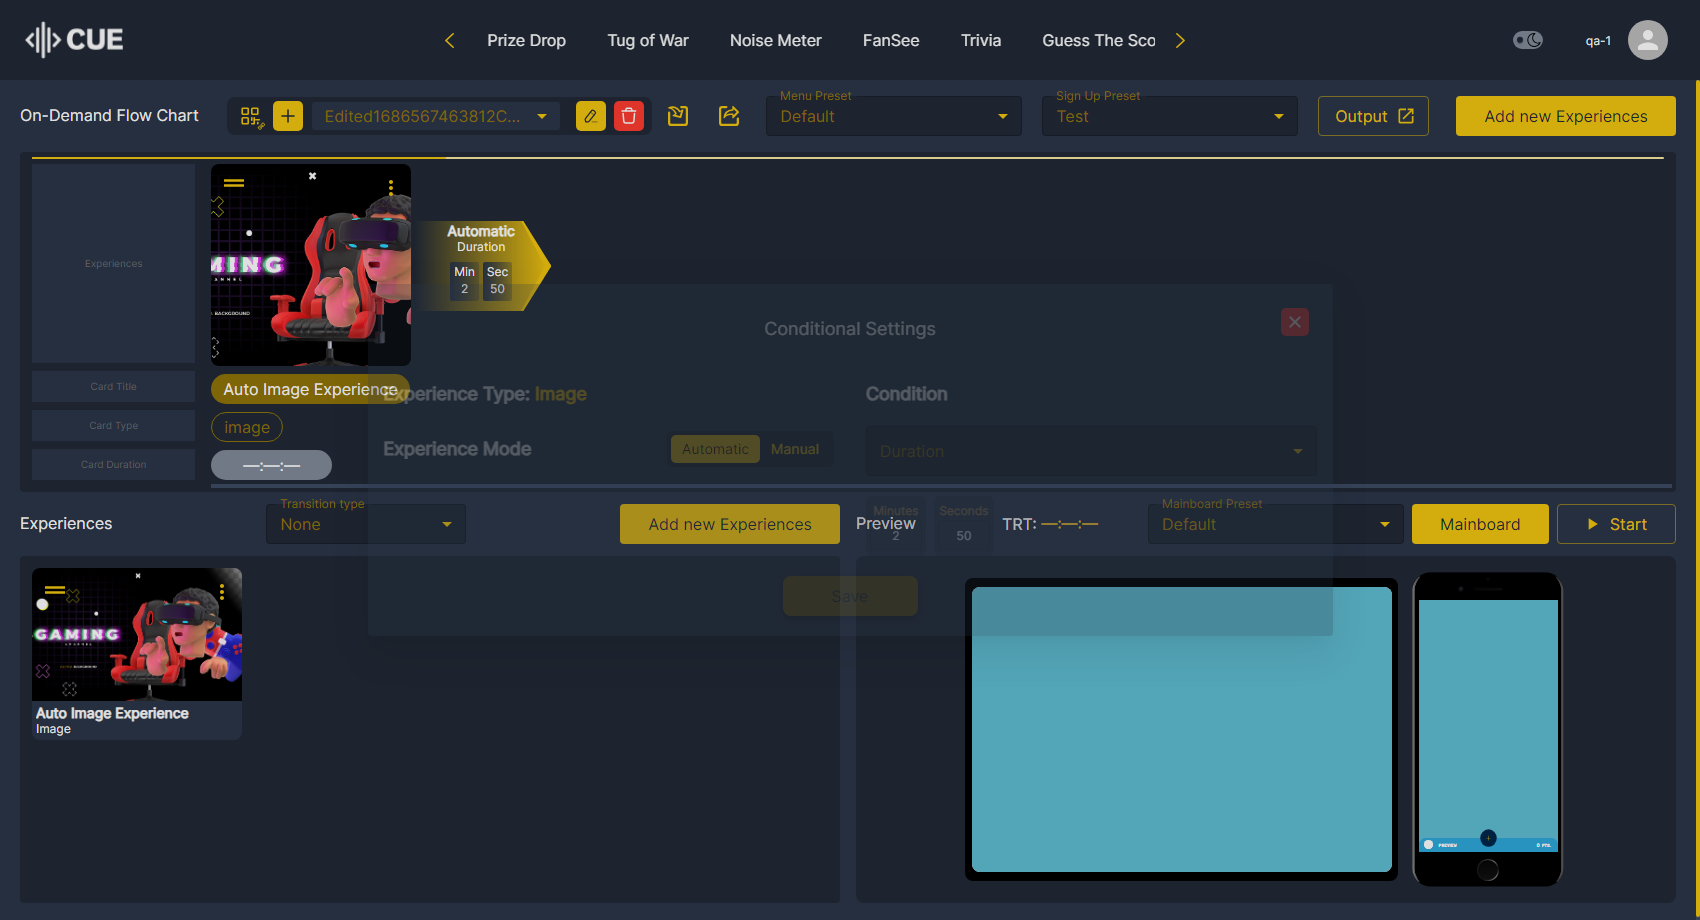 CUE
Prize Drop
Tug of War
Noise Meter
FanSee
Trivia
Guess The Sco
qa-1
On-Demand Flow Chart
Edited1686567463812C...
Menu Preset
Default
Sign Up Preset
Test
Output
Add new Experiences
Experiences
MING
BACKGROUND
Automatic
Duration
Min
Sec
2
50
Conditional Settings
Card Title
Auto Image Experience
Experience Type: Image
Condition
Card Type
image
Experience Mode
Automatic
Manual
Duration
Card Duration
—:—:—
Experiences
Transition type
None
Add new Experiences
Preview
Minutes
2
Seconds
50
TRT: —:—:—
Mainboard Preset
Default
Mainboard
Start
Save
GAMING
Auto Image Experience
Image
PREVIEW
0 PTS.